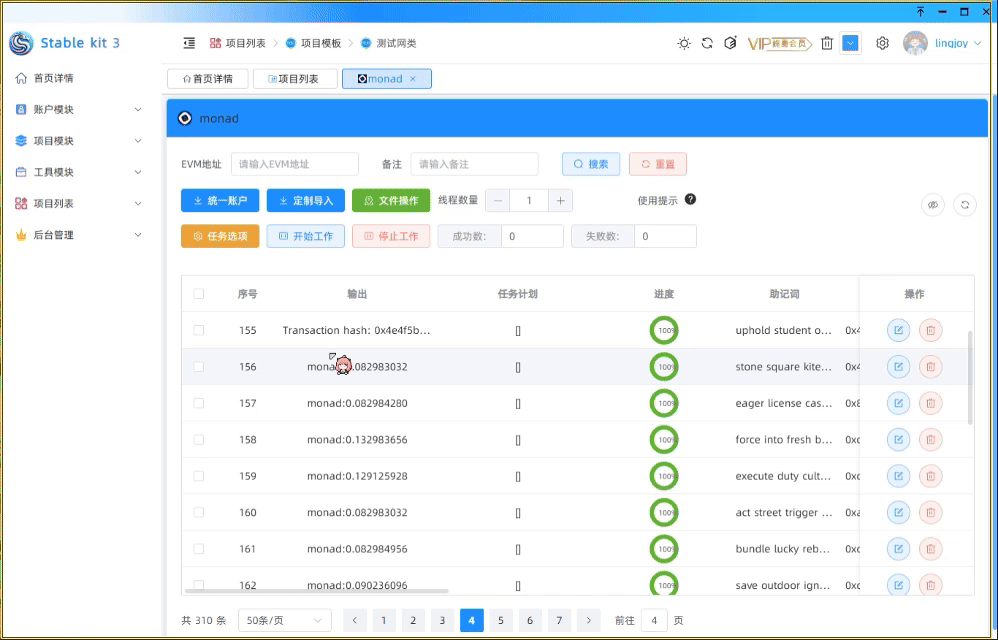 Stable kit 3
项目列表 > 项目模板 > 测试网类
VIP 终身会员
lingjoy
首页详情
账户模块
项目模块
工具模块
项目列表
后台管理
首页详情 项目列表 monad ×
monad
EVM地址 请输入EVM地址 备注 请输入备注 搜索 重置
统一账户 定制导入 文件操作 线程数量 − 1 + 使用提示
任务选项 开始工作 停止工作 成功数: 0 失败数: 0
序号 输出 任务计划 进度 助记词 操作
155 Transaction hash: 0x4e4f5b... [] 100% uphold student o... 0x4
156 mona 0.082983032 [] 100% stone square kite... 0x4
157 monad:0.082984280 [] 100% eager license cas... 0x8
158 monad:0.132983656 [] 100% force into fresh b... 0xc
159 monad:0.129125928 [] 100% execute duty cult... 0xc
160 monad:0.082983032 [] 100% act street trigger ... 0xa
161 monad:0.082984956 [] 100% bundle lucky reb... 0xc
162 monad:0.090236096 [] 100% save outdoor ign... 0xc
共 310 条 50条/页 < 1 2 3 4 5 6 7 > 前往 4 页